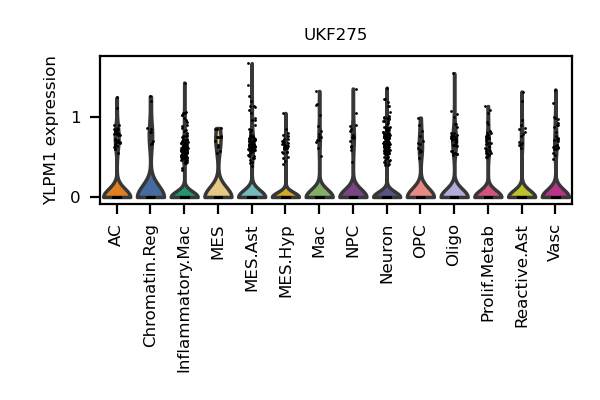 UKF275
YLPM1 expression
1
0
AC
Chromatin.Reg
Inflammatory.Mac
MES
MES.Ast
MES.Hyp
Mac
NPC
Neuron
OPC
Oligo
Prolif.Metab
Reactive.Ast
Vasc